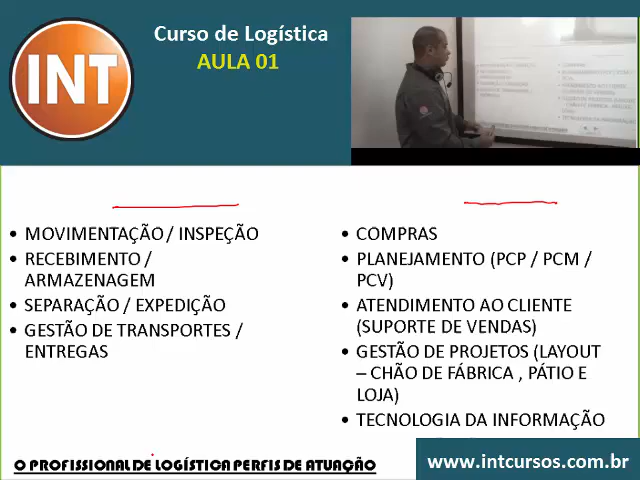 INT
Curso de Logística
AULA 01
• MOVIMENTAÇÃO / INSPEÇÃO
• RECEBIMENTO /
ARMAZENAGEM
• SEPARAÇÃO / EXPEDIÇÃO
• GESTÃO DE TRANSPORTES /
ENTREGAS
• COMPRAS
• PLANEJAMENTO (PCP / PCM /
PCV)
• ATENDIMENTO AO CLIENTE
(SUPORTE DE VENDAS)
• GESTÃO DE PROJETOS (LAYOUT
– CHÃO DE FÁBRICA , PÁTIO E
LOJA)
• TECNOLOGIA DA INFORMAÇÃO
O PROFISSIONAL DE LOGÍSTICA PERFIS DE ATUAÇÃO
www.intcursos.com.br